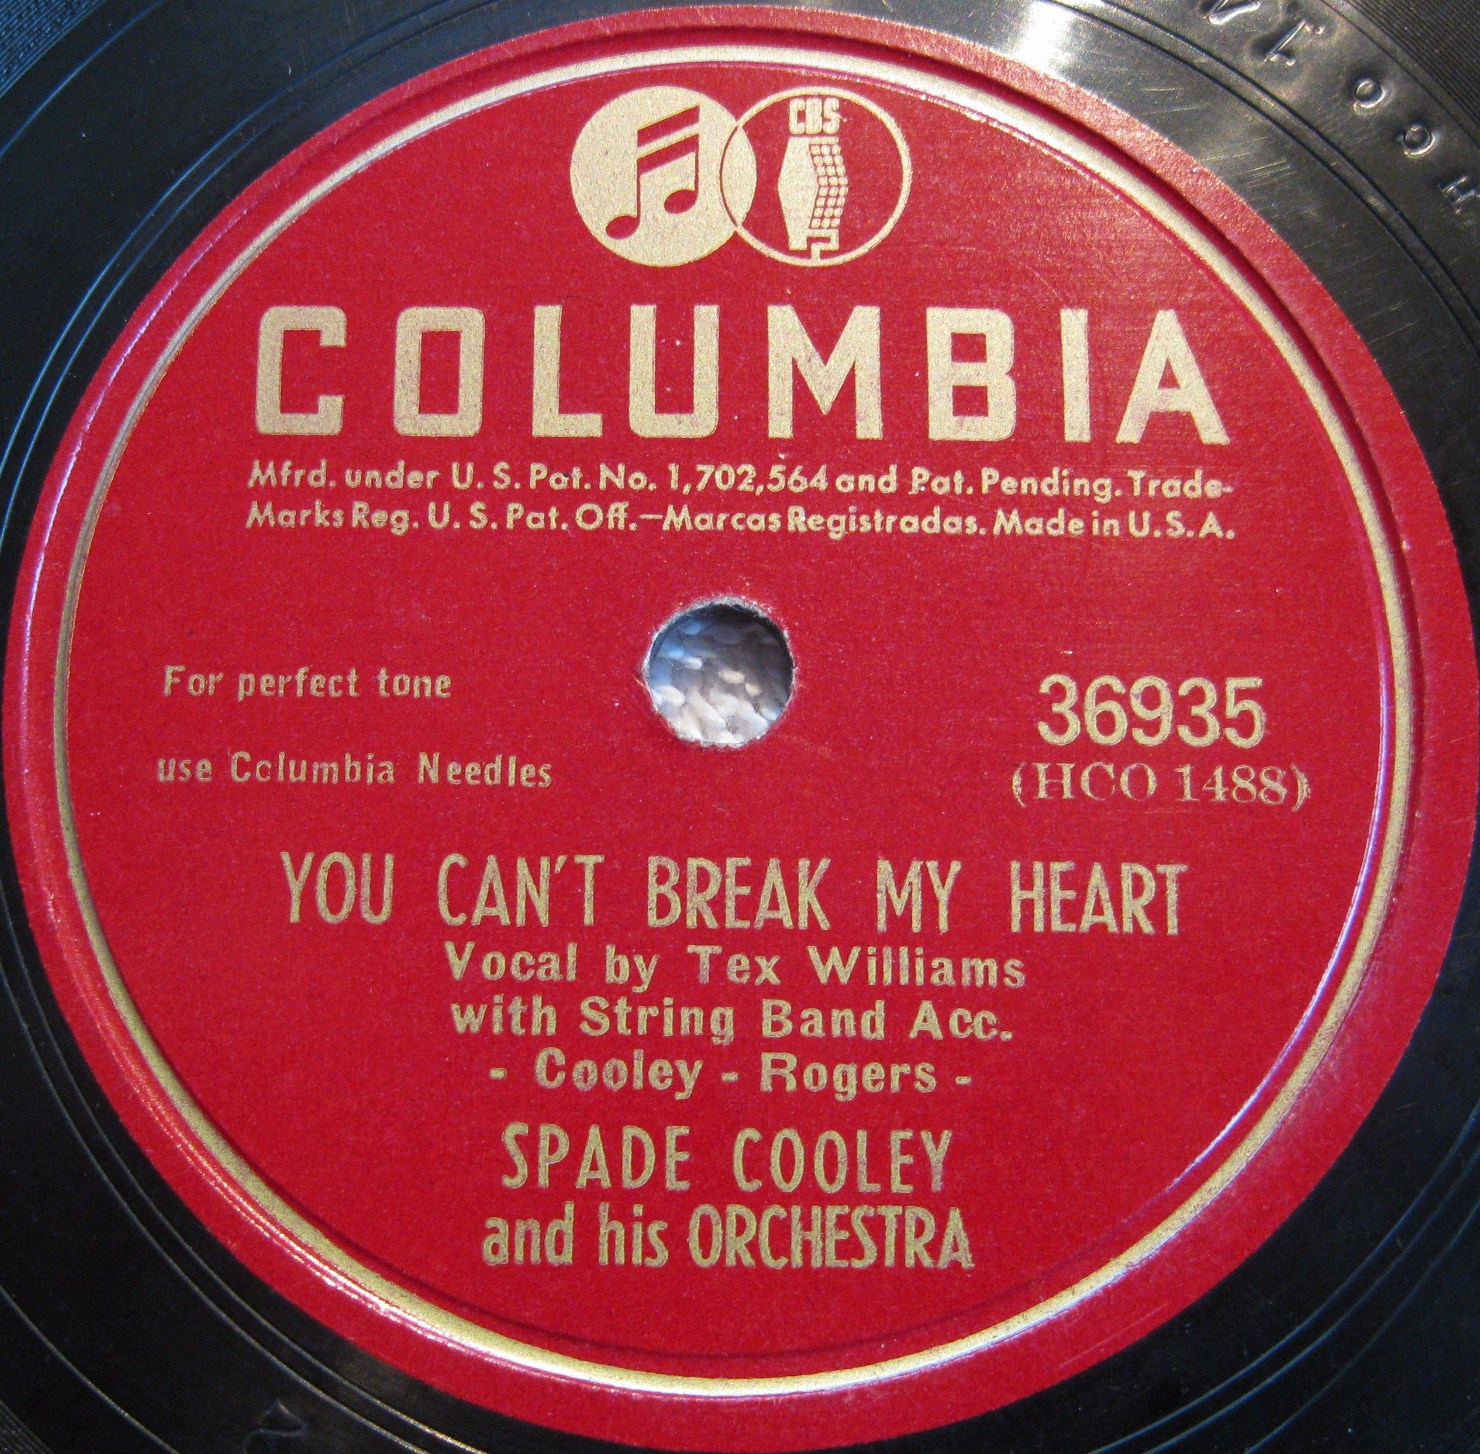 CBS
COLUMBIA
Mfrd. under U. S. Pat. No. 1,702,564 and Pat. Pending. Trade-
Marks Reg. U. S. Pat. Off.—Marcas Registradas. Made in U.S.A.
For perfect tone
use Columbia Needles
36935
(HCO 1488)
YOU CAN'T BREAK MY HEART
Vocal by Tex Williams
with String Band Acc.
- Cooley - Rogers -
SPADE COOLEY
and his ORCHESTRA